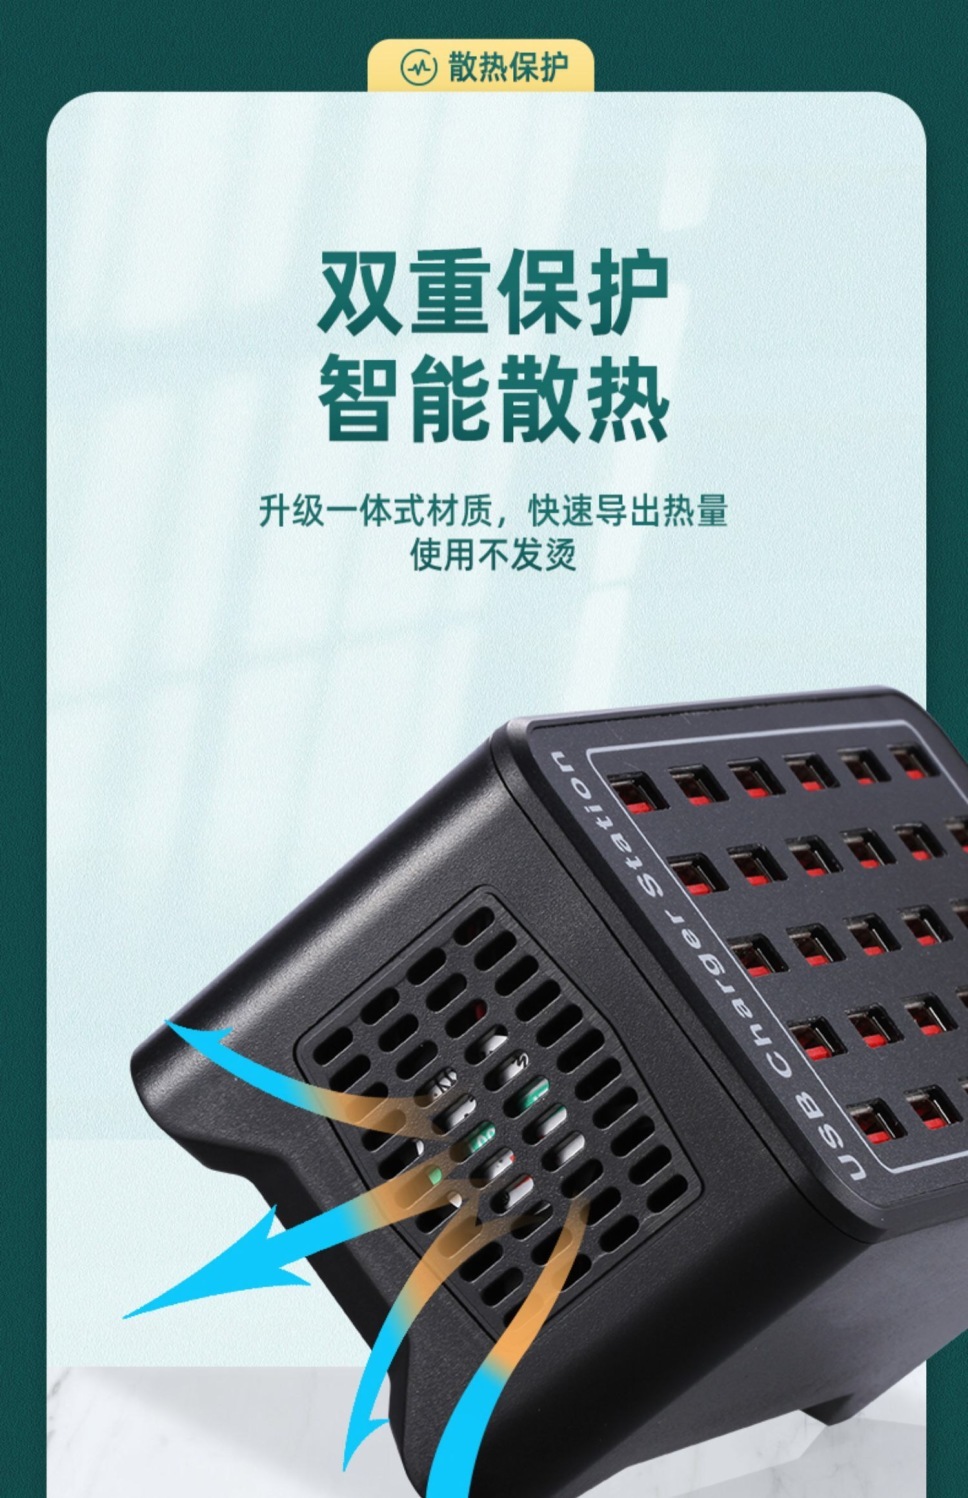 散热保护
双重保护
智能散热
升级一体式材质，快速导出热量
使用不发烫
USB Charger Station